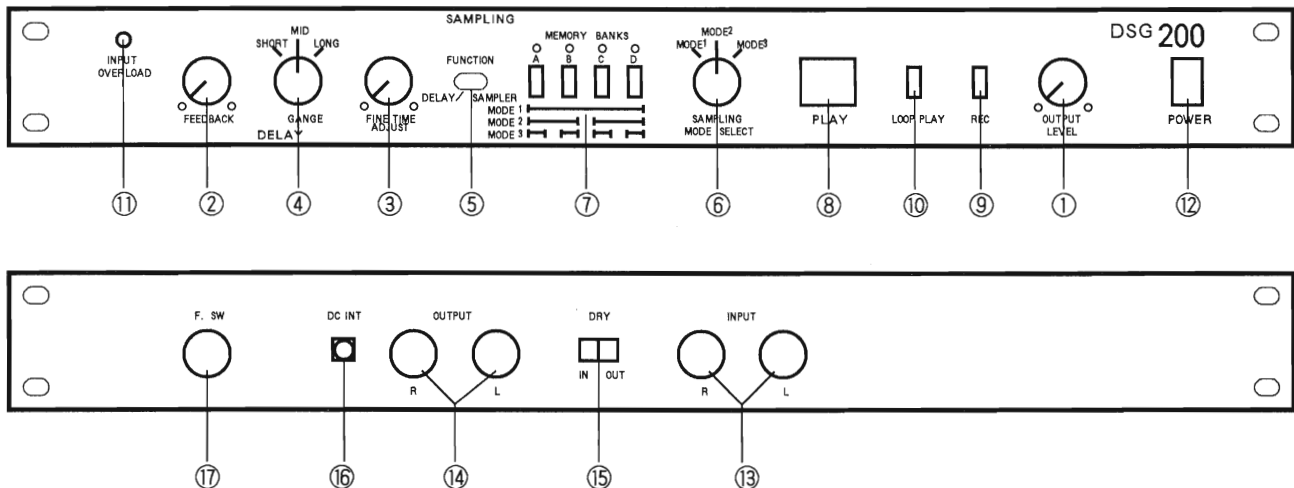 SAMPLING
DSG 200
INPUT OVERLOAD
SHORT MID LONG
FEEDBACK
GANGE
DELAY
FINE TIME ADJUST
FUNCTION
DELAY/ SAMPLER
MEMORY BANKS
A B C D
MODE 1
MODE 2
MODE 3
MODE1 MODE2 MODE3
SAMPLING MODE SELECT
PLAY
LOOP PLAY
REC
OUTPUT LEVEL
POWER
⑪ ② ④ ③ ⑤ ⑦ ⑥ ⑧ ⑩ ⑨ ① ⑫
F. SW
DC INT
OUTPUT
R L
DRY
IN OUT
INPUT
R L
⑰ ⑯ ⑭ ⑮ ⑬